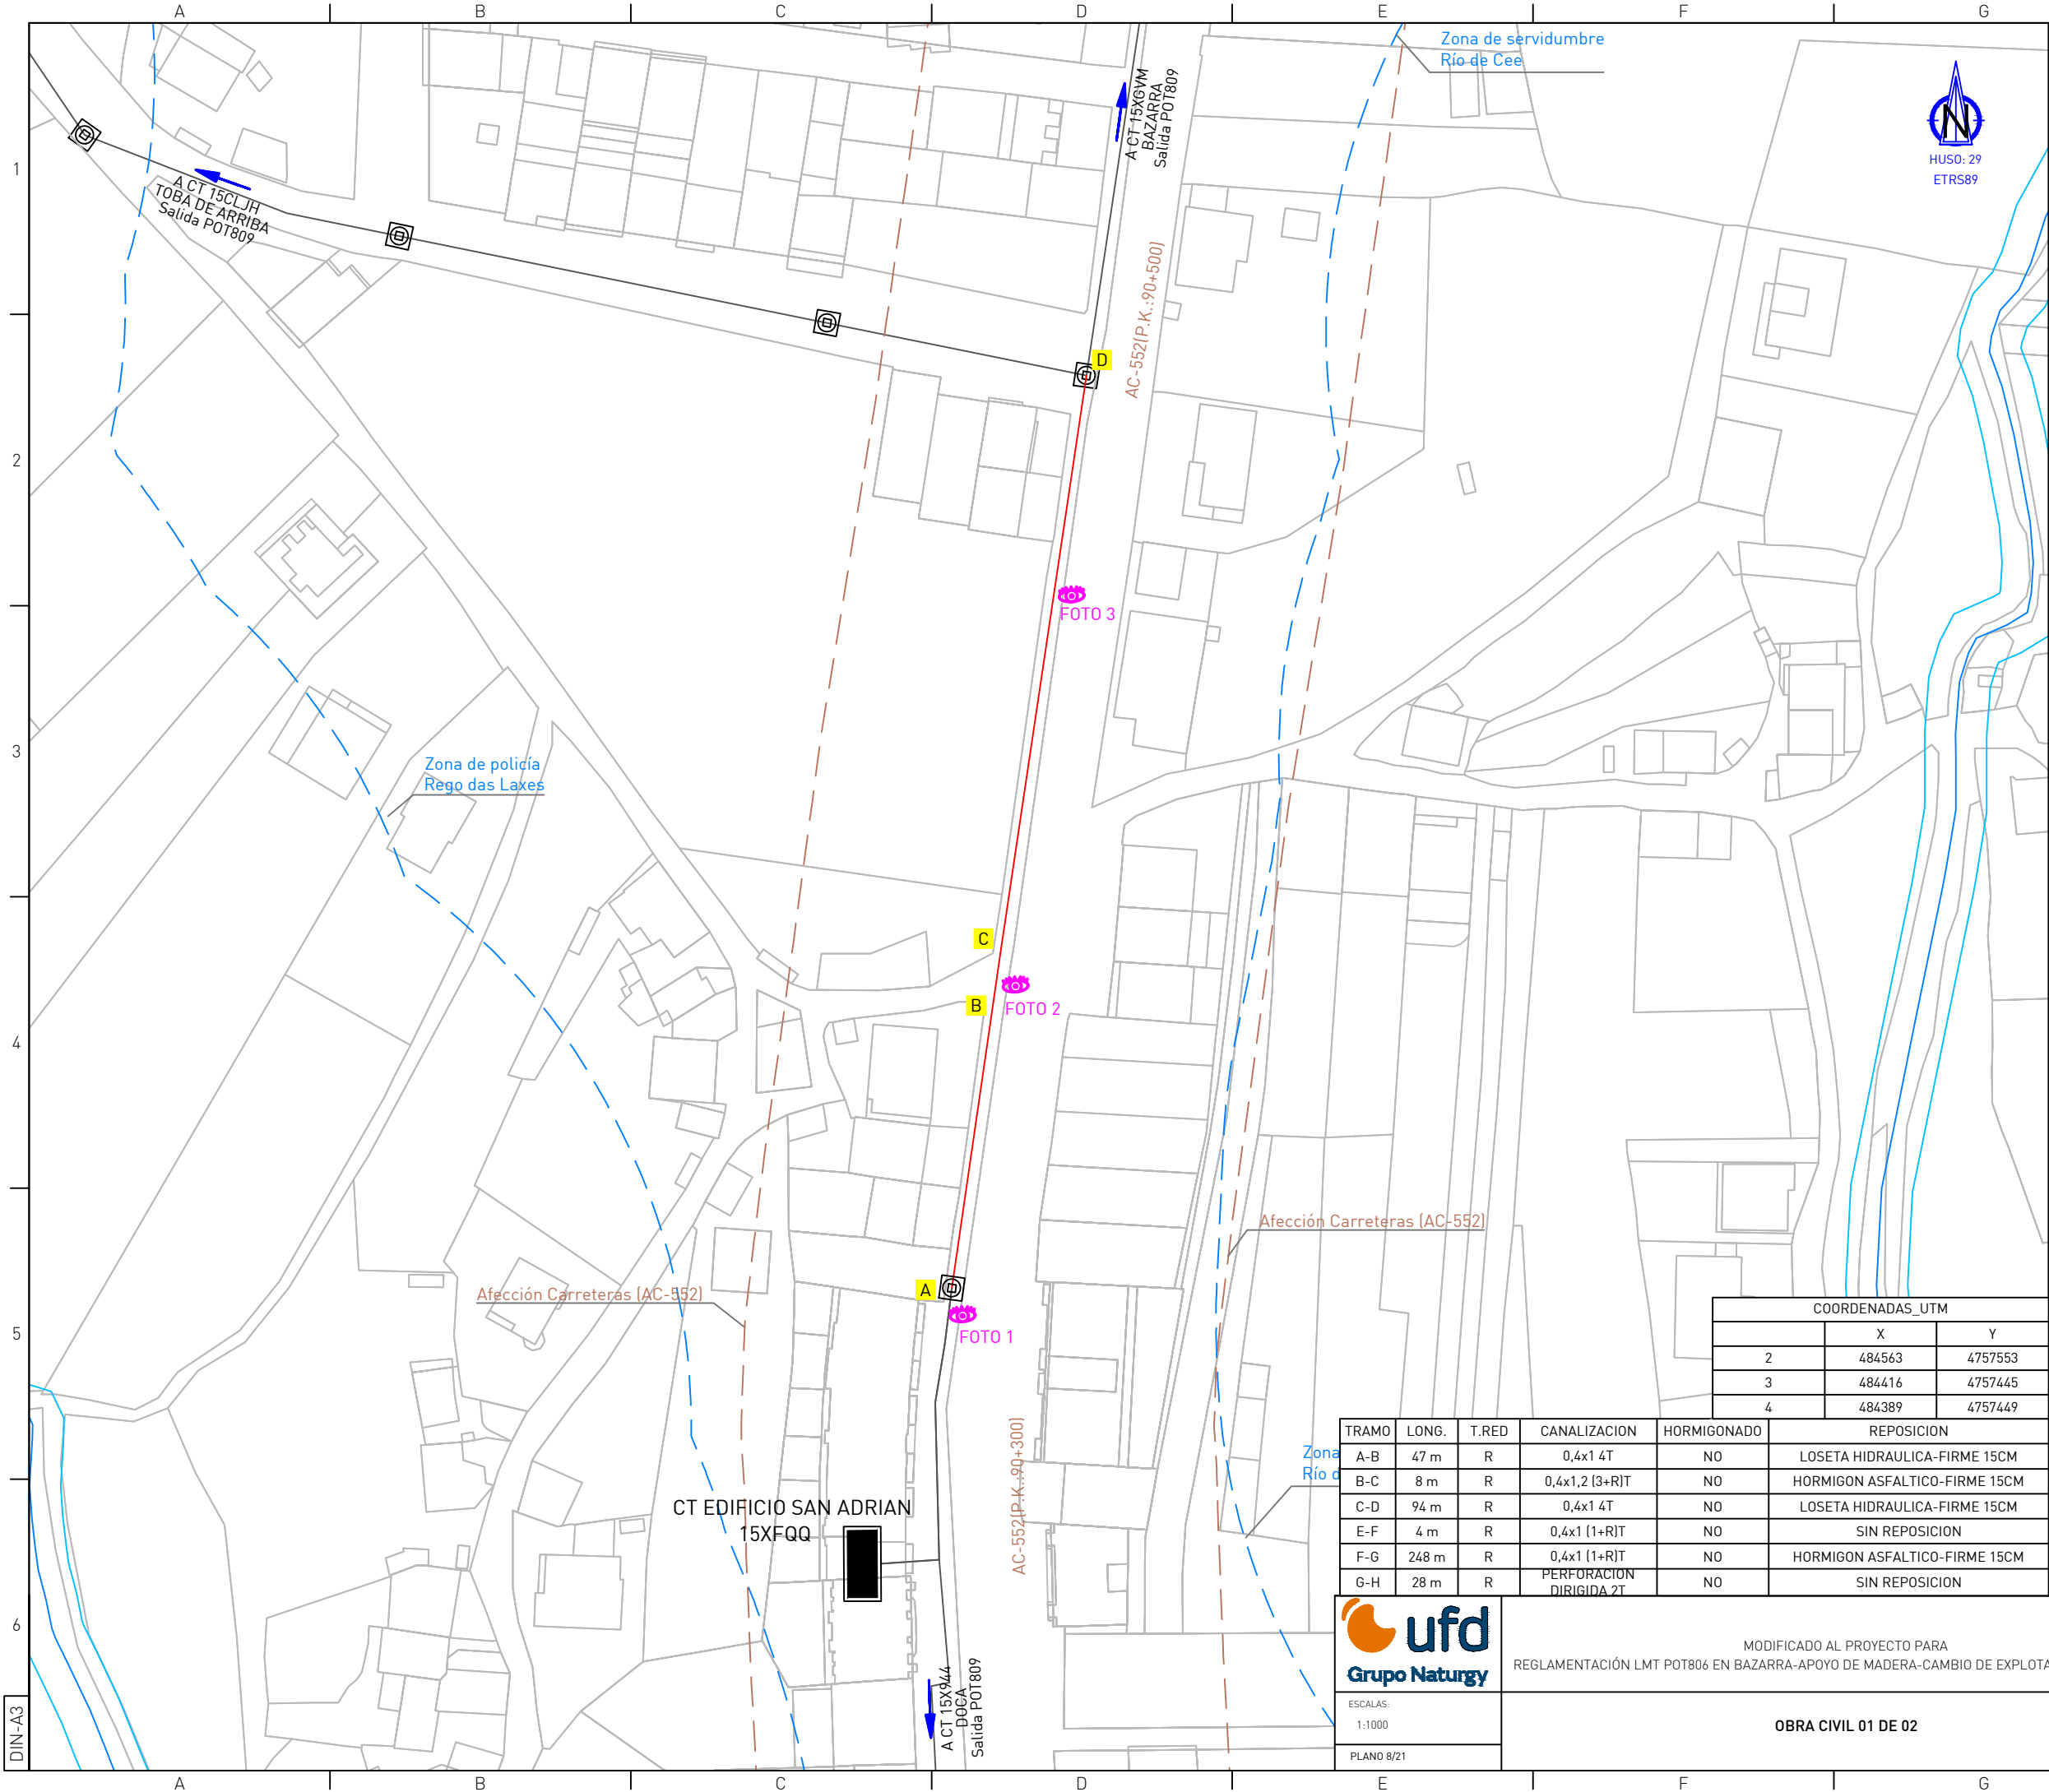 A B C D E F G
Zona de servidumbre
Río de Cee
N
HUSO: 29
ETRS89
A CT 15XGVM
BAZARRA
Salida POT809
1
A CT 15CLJH
TOBA DE ARRIBA
Salida POT809
AC-552(P.K.:90+500)
D
2
FOTO 3
3
Zona de policía
Rego das Laxes
C
B
FOTO 2
4
Afección Carreteras (AC-552)
A
Afección Carreteras (AC-552)
FOTO 1
5
COORDENADAS_UTM
X Y
2 484563 4757553
3 484416 4757445
4 484389 4757449
TRAMO LONG. T.RED CANALIZACION HORMIGONADO REPOSICION
A-B 47 m R 0,4x1 4T NO LOSETA HIDRAULICA-FIRME 15CM
B-C 8 m R 0,4x1,2 (3+R)T NO HORMIGON ASFALTICO-FIRME 15CM
C-D 94 m R 0,4x1 4T NO LOSETA HIDRAULICA-FIRME 15CM
E-F 4 m R 0,4x1 (1+R)T NO SIN REPOSICION
F-G 248 m R 0,4x1 (1+R)T NO HORMIGON ASFALTICO-FIRME 15CM
G-H 28 m R PERFORACION DIRIGIDA 2T NO SIN REPOSICION
Zona
Río d
AC-552(P.K.:90+300)
CT EDIFICIO SAN ADRIAN
15XFQQ
6
A CT 15X944
DOCA
Salida POT809
ufd
Grupo Naturgy
MODIFICADO AL PROYECTO PARA
REGLAMENTACIÓN LMT POT806 EN BAZARRA-APOYO DE MADERA-CAMBIO DE EXPLOTA
ESCALAS:
1:1000
OBRA CIVIL 01 DE 02
PLANO 8/21
DIN-A3
A B C D E F G